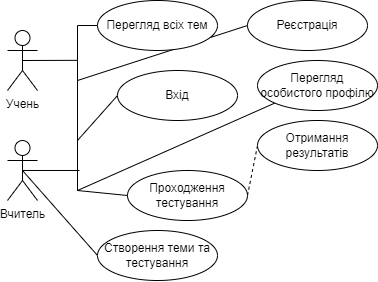 Перегляд всіх тем
Реєстрація
Учень
Вхід
Перегляд
особистого профілю
Отримання
результатів
Вчитель
Проходження
тестування
Створення теми та
тестування